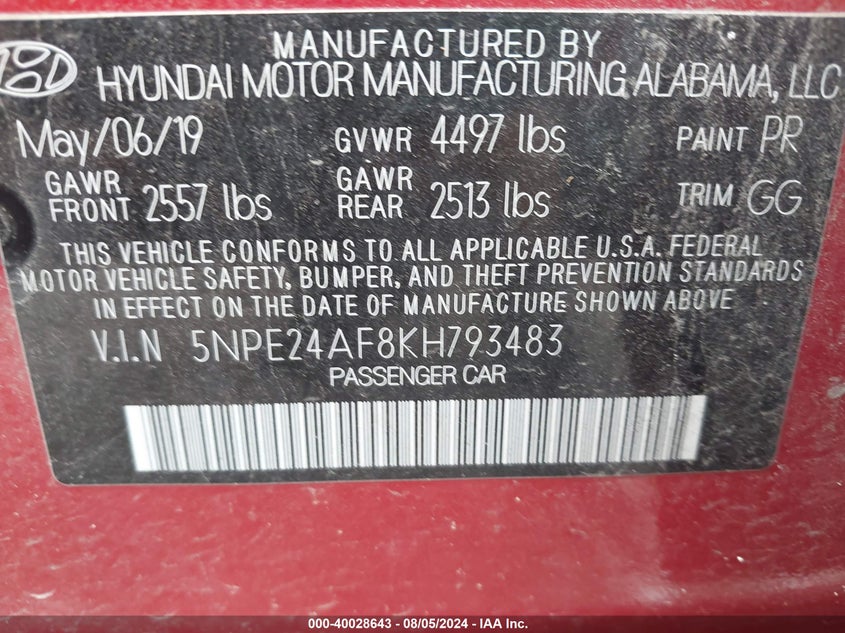 MANUFACTURED BY
HYUNDAI MOTOR MANUFACTURING ALABAMA, LLC
May/06/19 GVWR 4497 lbs PAINT PR
GAWR FRONT 2557 lbs GAWR REAR 2513 lbs TRIM GG
THIS VEHICLE CONFORMS TO ALL APPLICABLE U.S.A. FEDERAL
MOTOR VEHICLE SAFETY, BUMPER, AND THEFT PREVENTION STANDARDS
IN EFFECT ON THE DATE OF MANUFACTURE SHOWN ABOVE
V.I.N 5NPE24AF8KH793483
PASSENGER CAR
000-40028643 - 08/05/2024 - IAA Inc.